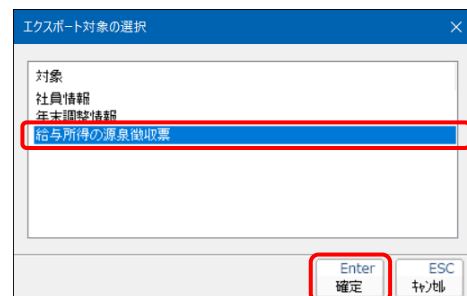 エクスポート対象の選択
対象
社員情報
年末調整情報
給与所得の源泉徴収票
Enter
確定
ESC
ｷｬﾝｾﾙ